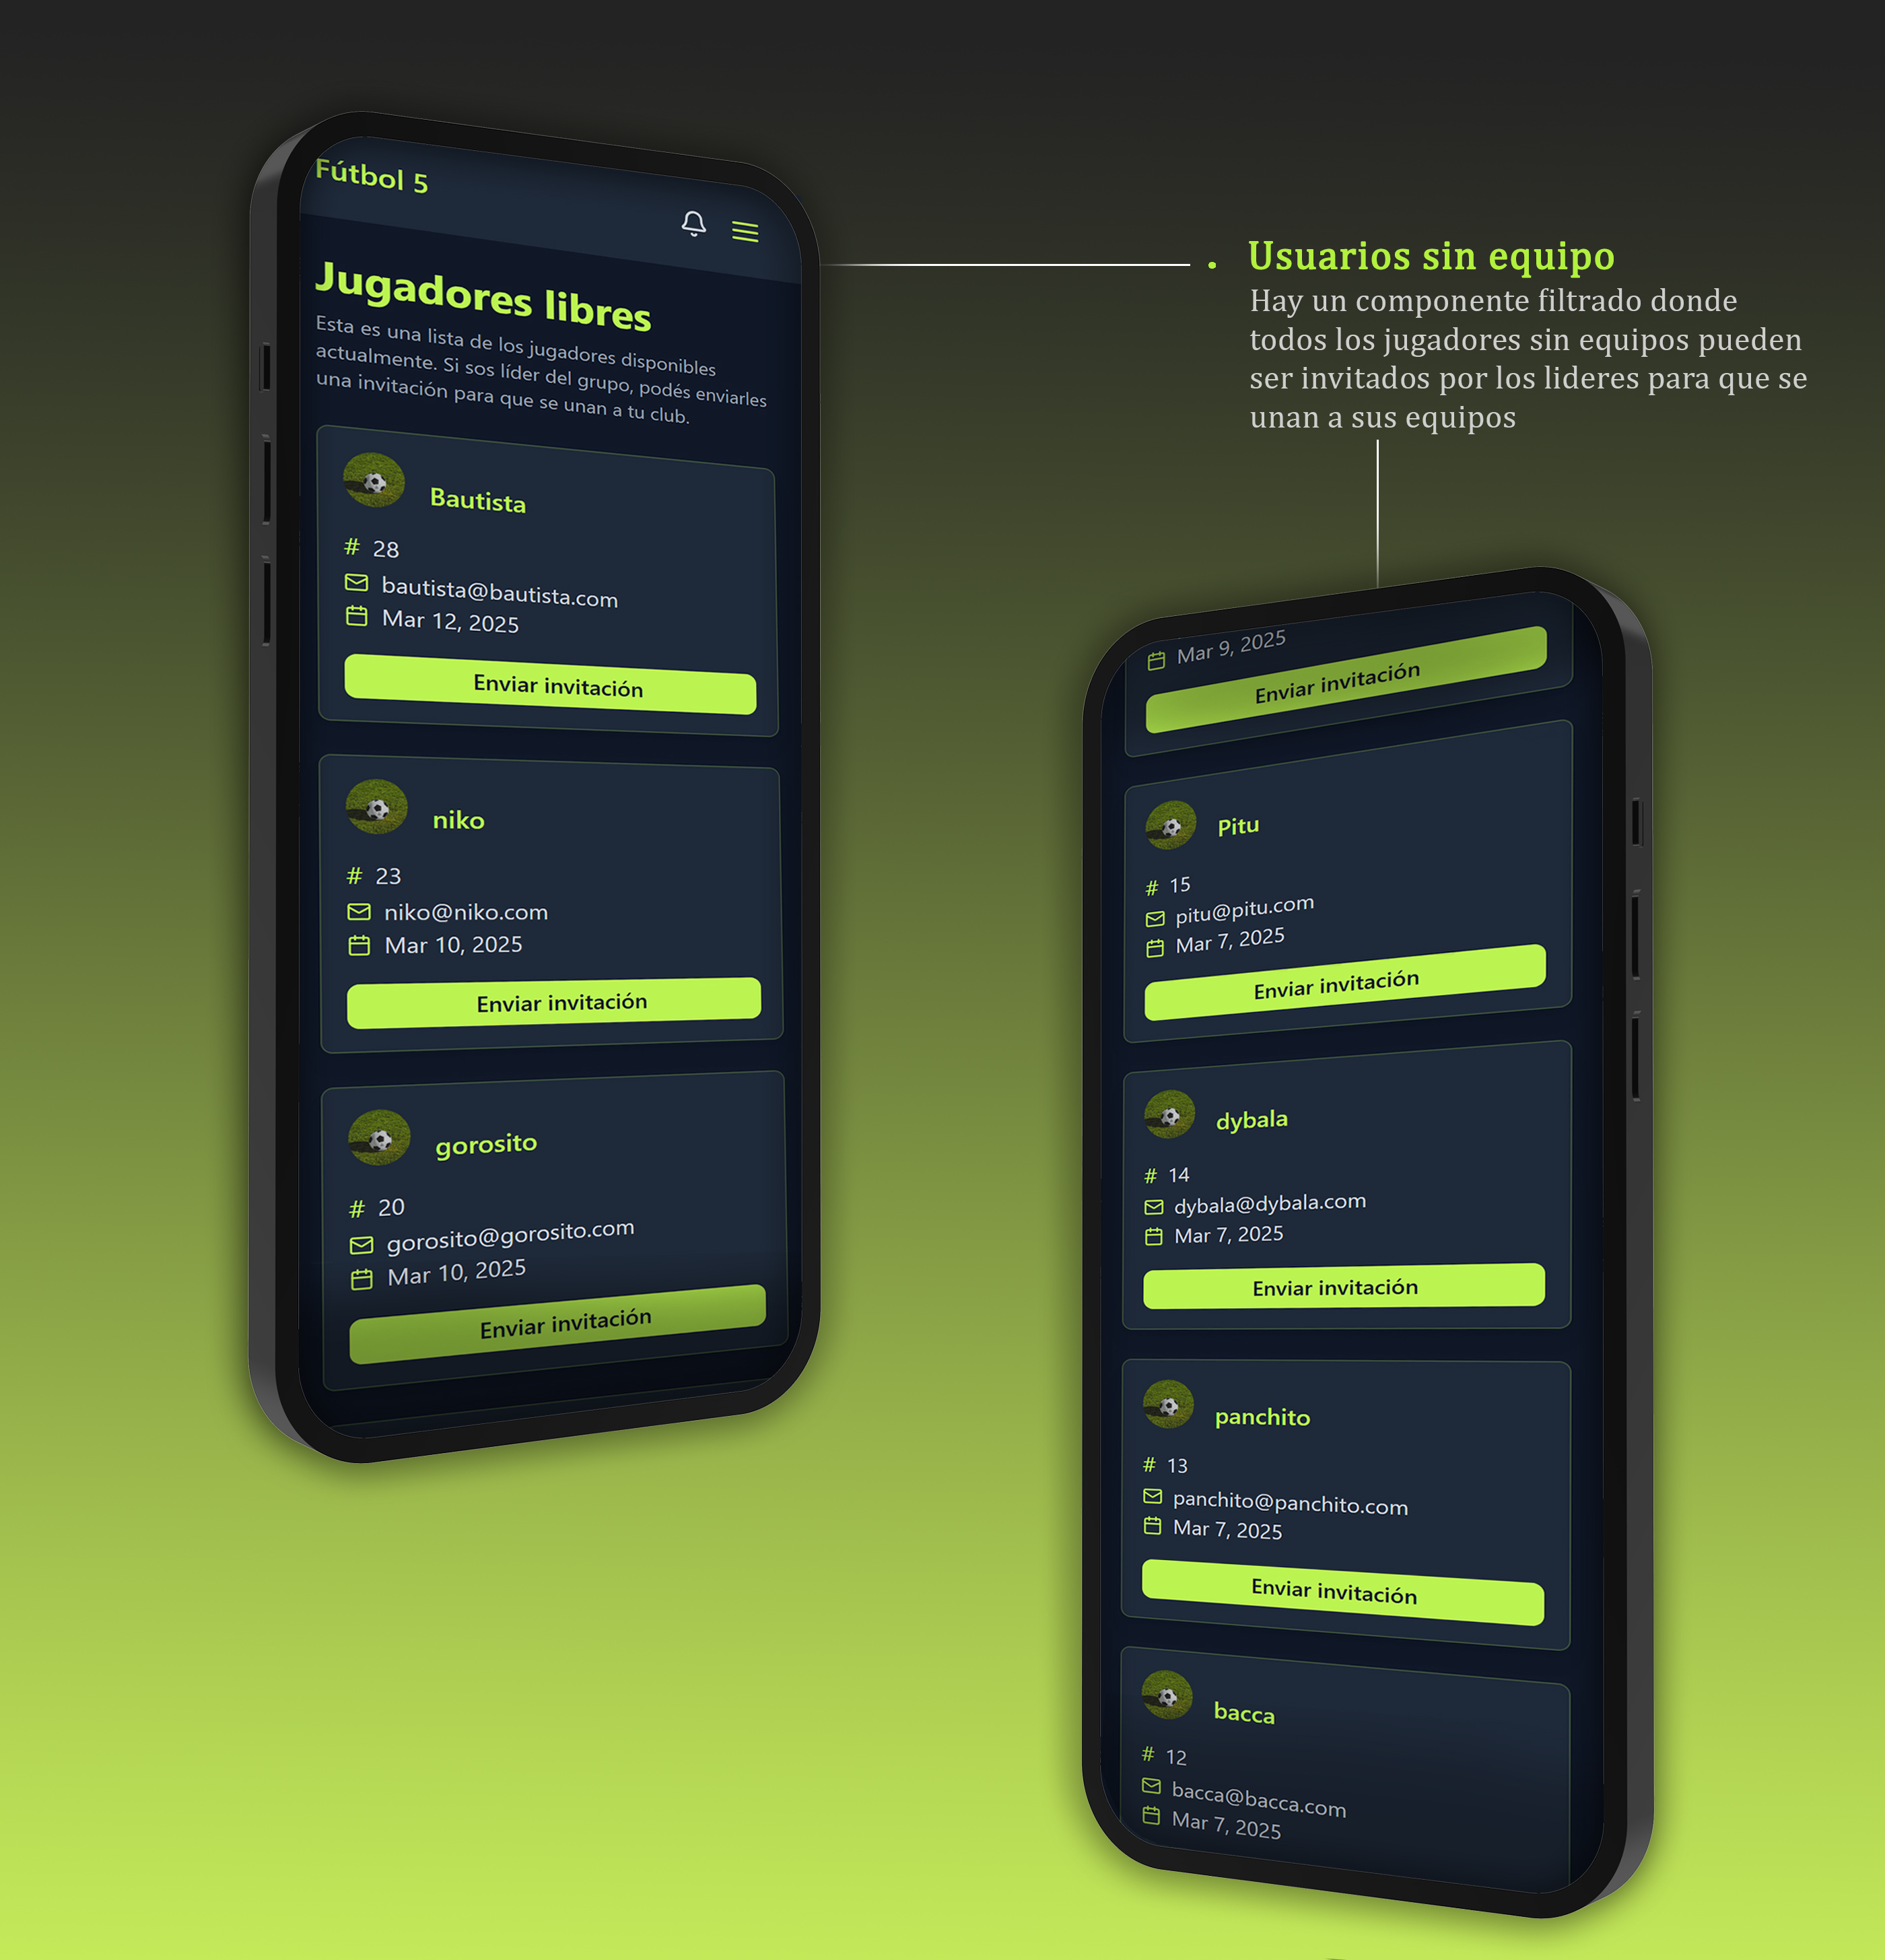 Fútbol 5
Jugadores libres
Esta es una lista de los jugadores disponibles
actualmente. Si sos líder del grupo, podés enviarles
una invitación para que se unan a tu club.
Bautista
# 28
bautista@bautista.com
Mar 12, 2025
Enviar invitación
niko
# 23
niko@niko.com
Mar 10, 2025
Enviar invitación
gorosito
# 20
gorosito@gorosito.com
Mar 10, 2025
Enviar invitación
. Usuarios sin equipo
Hay un componente filtrado donde
todos los jugadores sin equipos pueden
ser invitados por los lideres para que se
unan a sus equipos
Mar 9, 2025
Enviar invitación
Pitu
# 15
pitu@pitu.com
Mar 7, 2025
Enviar invitación
dybala
# 14
dybala@dybala.com
Mar 7, 2025
Enviar invitación
panchito
# 13
panchito@panchito.com
Mar 7, 2025
Enviar invitación
bacca
# 12
bacca@bacca.com
Mar 7, 2025